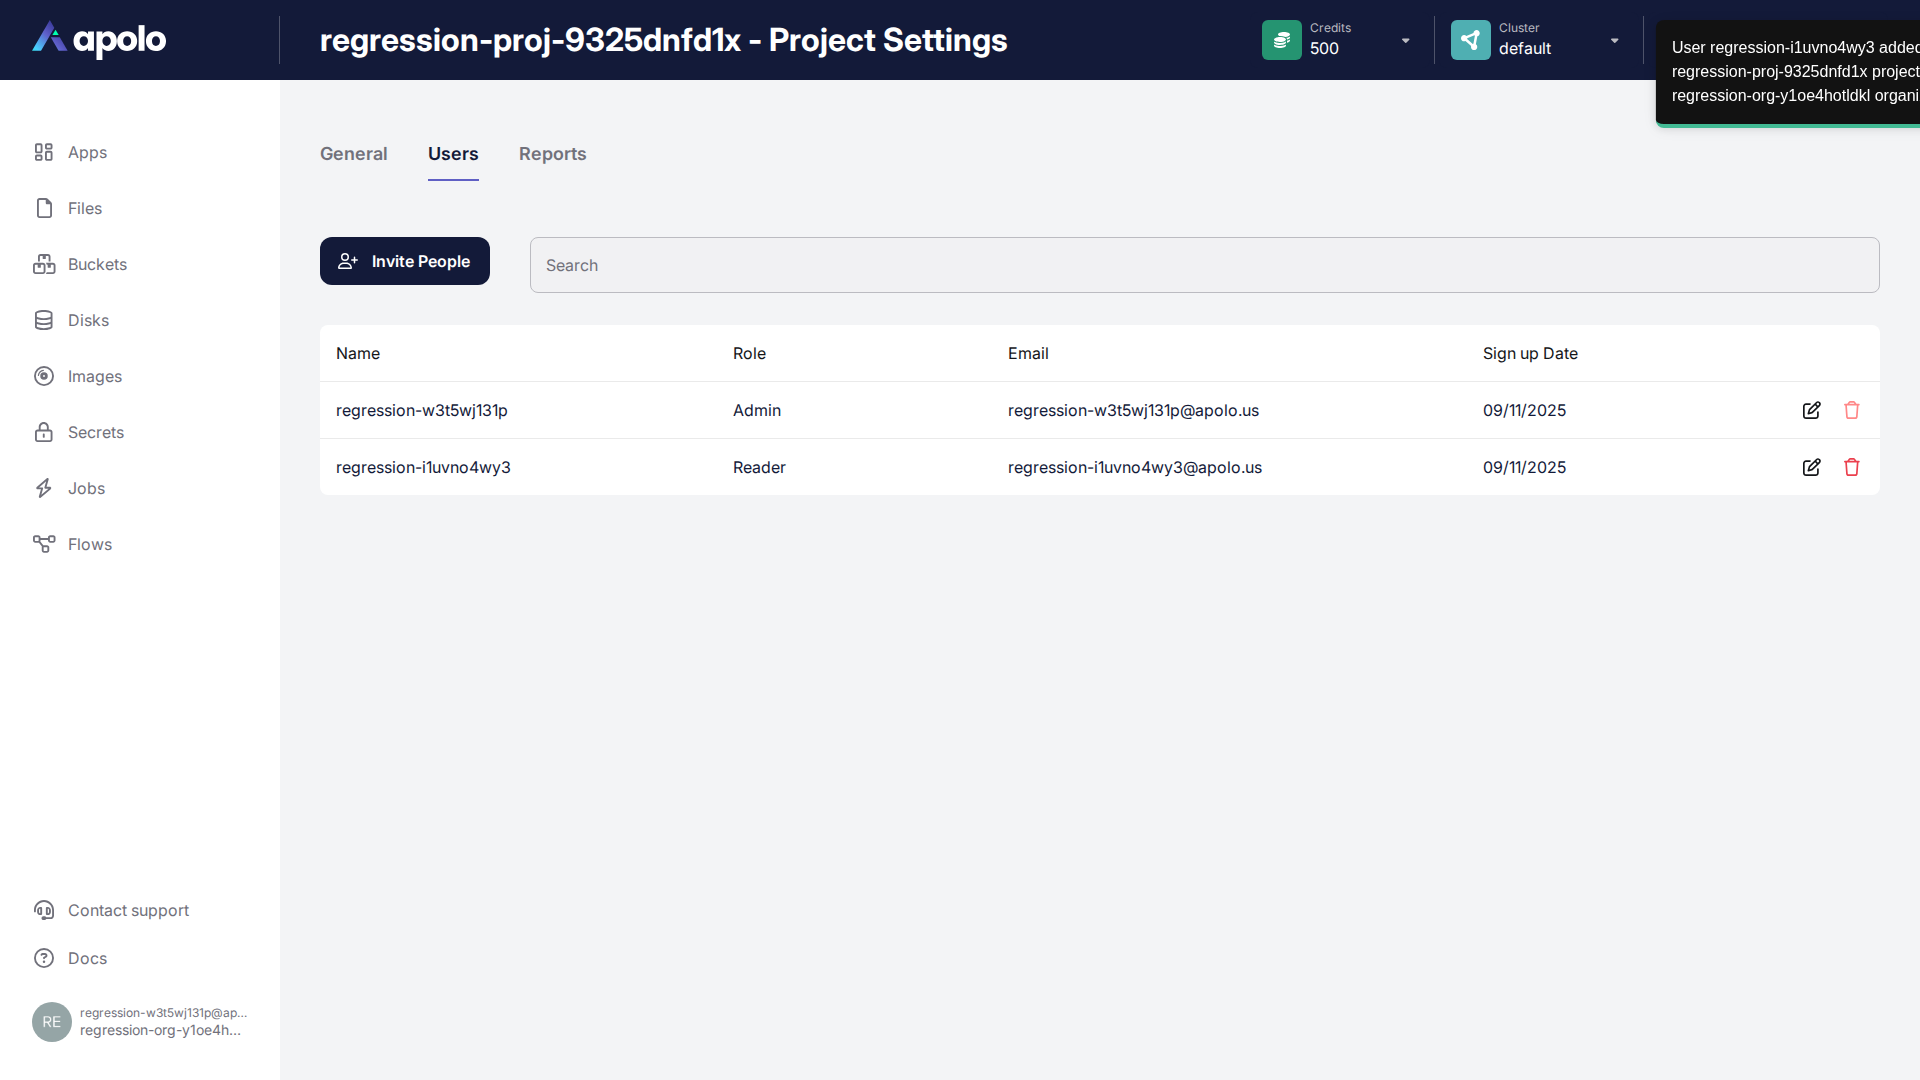 apolo
regression-proj-9325dnfd1x - Project Settings
Credits
500
Cluster
default
User regression-i1uvno4wy3 added
regression-proj-9325dnfd1x project
regression-org-y1oe4hotldkl organi
Apps
Files
Buckets
Disks
Images
Secrets
Jobs
Flows
General Users Reports
Invite People
Search
Name Role Email Sign up Date
regression-w3t5wj131p Admin regression-w3t5wj131p@apolo.us 09/11/2025
regression-i1uvno4wy3 Reader regression-i1uvno4wy3@apolo.us 09/11/2025
Contact support
Docs
RE
regression-w3t5wj131p@ap...
regression-org-y1oe4h...